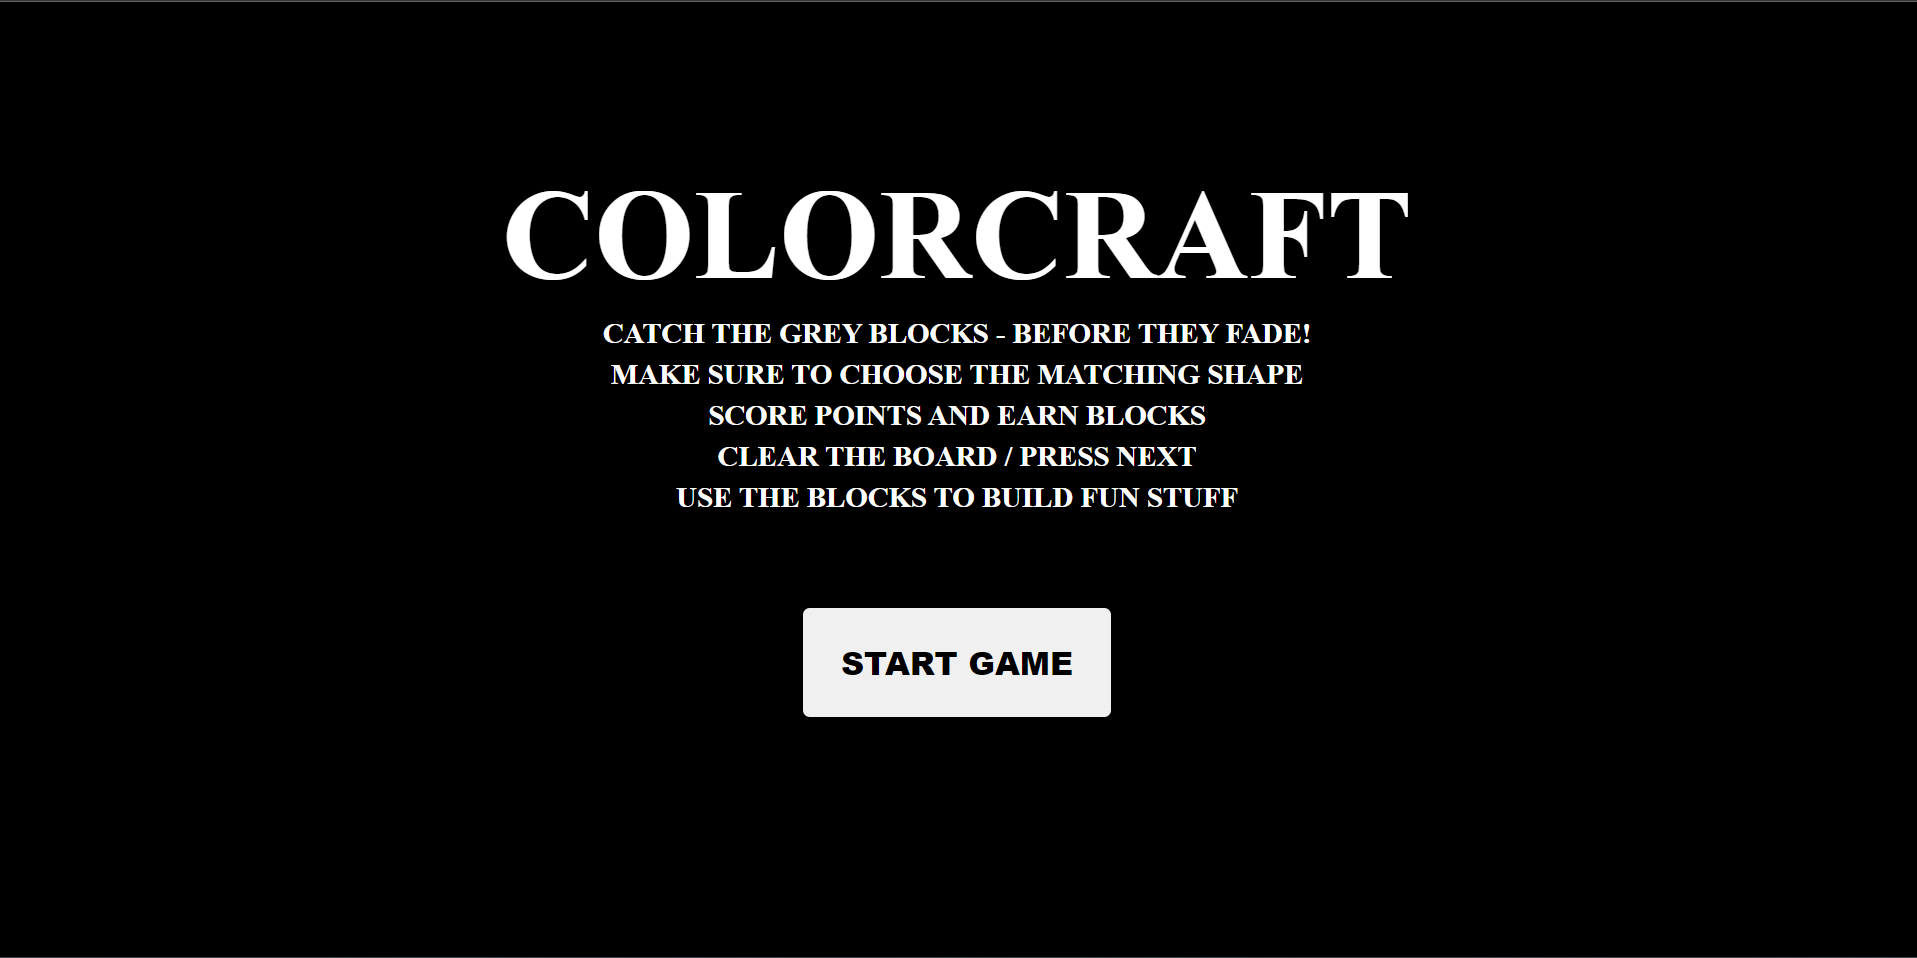 COLORCRAFT
CATCH THE GREY BLOCKS - BEFORE THEY FADE!
MAKE SURE TO CHOOSE THE MATCHING SHAPE
SCORE POINTS AND EARN BLOCKS
CLEAR THE BOARD / PRESS NEXT
USE THE BLOCKS TO BUILD FUN STUFF
START GAME